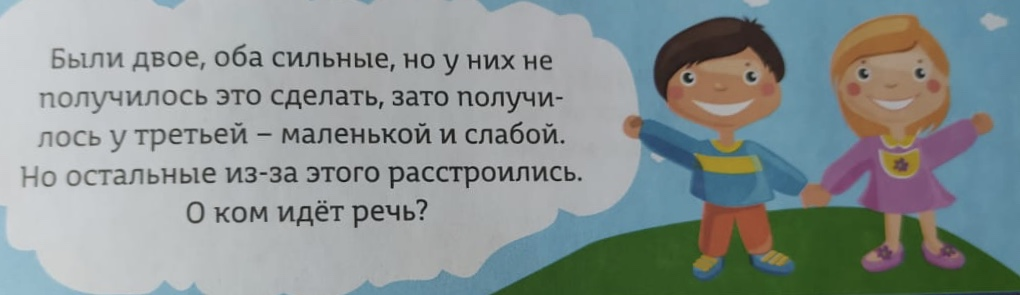 Были двое, оба сильные, но у них не
получилось это сделать, зато получи-
лось у третьей – маленькой и слабой.
Но остальные из-за этого расстроились.
О ком идёт речь?